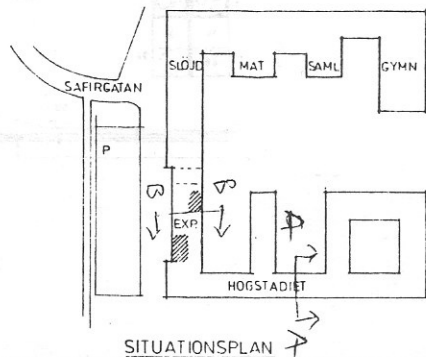 SLÖJD MAT SAML GYMN
SAFIRGATAN
P
B B
EXP.
A
HÖGSTADIET
A
SITUATIONSPLAN